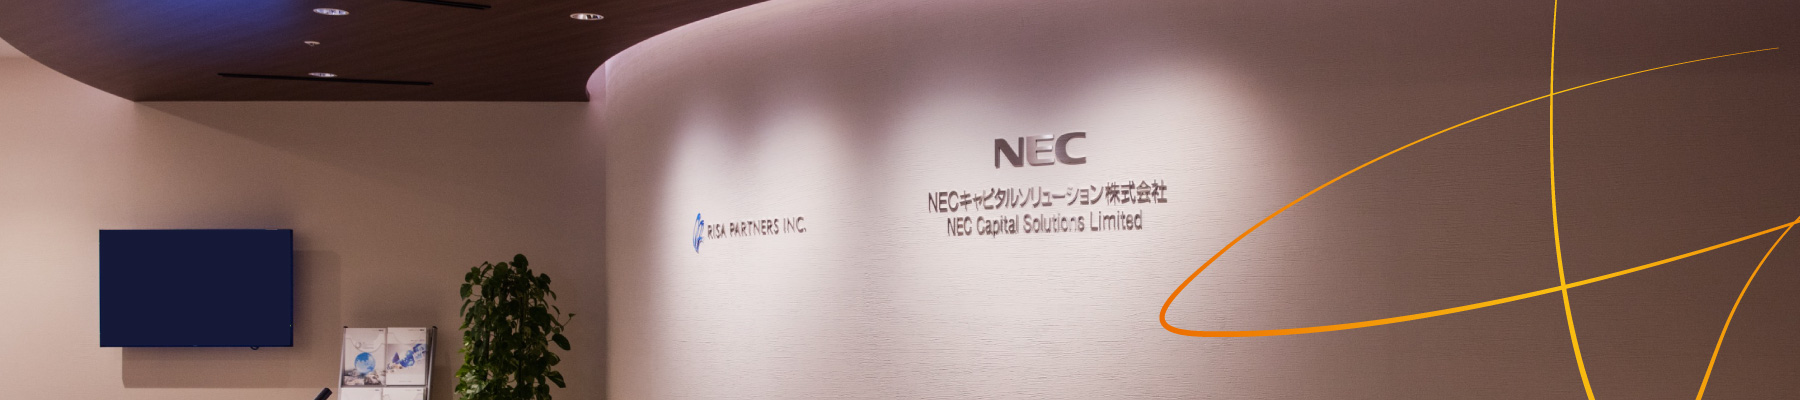 RISA PARTNERS INC.
NEC
NECキャピタルソリューション株式会社
NEC Capital Solutions Limited